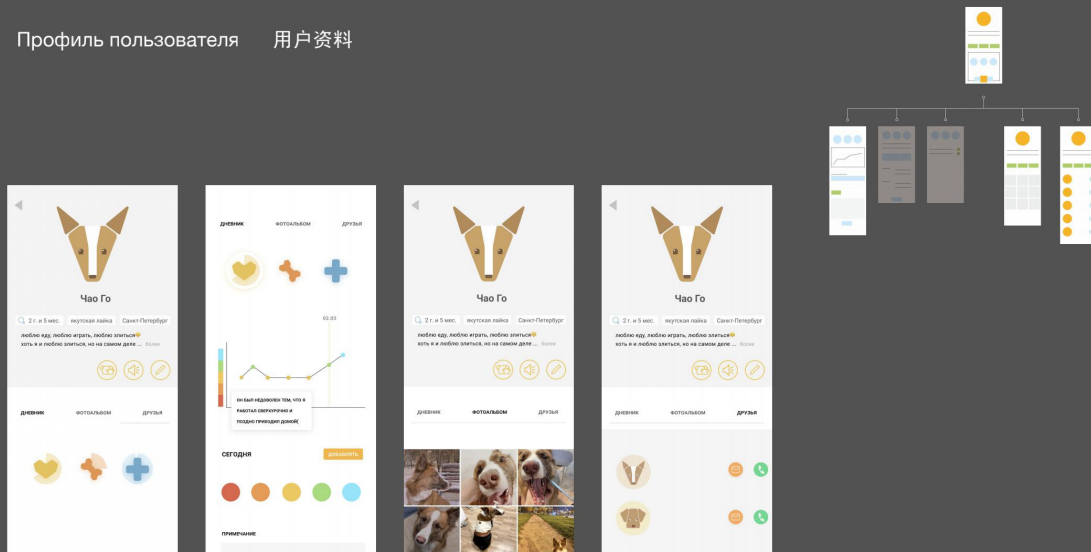 Профиль пользователя 用户资料
Чао Го
2 г. и 5 мес. якутская лайка Санкт-Петербург
люблю еду, люблю играть, люблю злиться
хоть я и люблю злиться, но на самом деле ... более
ДНЕВНИК ФОТОАЛЬБОМ ДРУЗЬЯ
ДНЕВНИК ФОТОАЛЬБОМ ДРУЗЬЯ
03.03
ОН БЫЛ НЕДОВОЛЕН ТЕМ, ЧТО Я
РАБОТАЛ СВЕРХУРОЧНО И
ПОЗДНО ПРИХОДИЛ ДОМОЙ(
СЕГОДНЯ ДОБАВЛЯТЬ
ПРИМЕЧАНИЕ
Чао Го
2 г. и 5 мес. якутская лайка Санкт-Петербург
люблю еду, люблю играть, люблю злиться
хоть я и люблю злиться, но на самом деле ... более
ДНЕВНИК ФОТОАЛЬБОМ ДРУЗЬЯ
Чао Го
2 г. и 5 мес. якутская лайка Санкт-Петербург
люблю еду, люблю играть, люблю злиться
хоть я и люблю злиться, но на самом деле ... более
ДНЕВНИК ФОТОАЛЬБОМ ДРУЗЬЯ